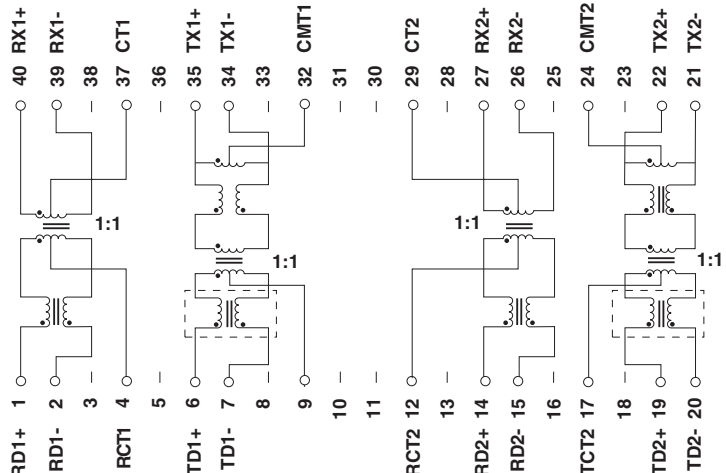 40 RX1+
39 RX1-
38
37 CT1
36
35 TX1+
34 TX1-
33
32 CMT1
31
30
29 CT2
28
27 RX2+
26 RX2-
25
24 CMT2
23
22 TX2+
21 TX2-
1:1
1:1
1:1
1:1
RD1+ 1
RD1- 2
3
RCT1 4
5
TD1+ 6
TD1- 7
8
9
10
11
RCT2 12
13
RD2+ 14
RD2- 15
16
TCT2 17
18
TD2+ 19
TD2- 20